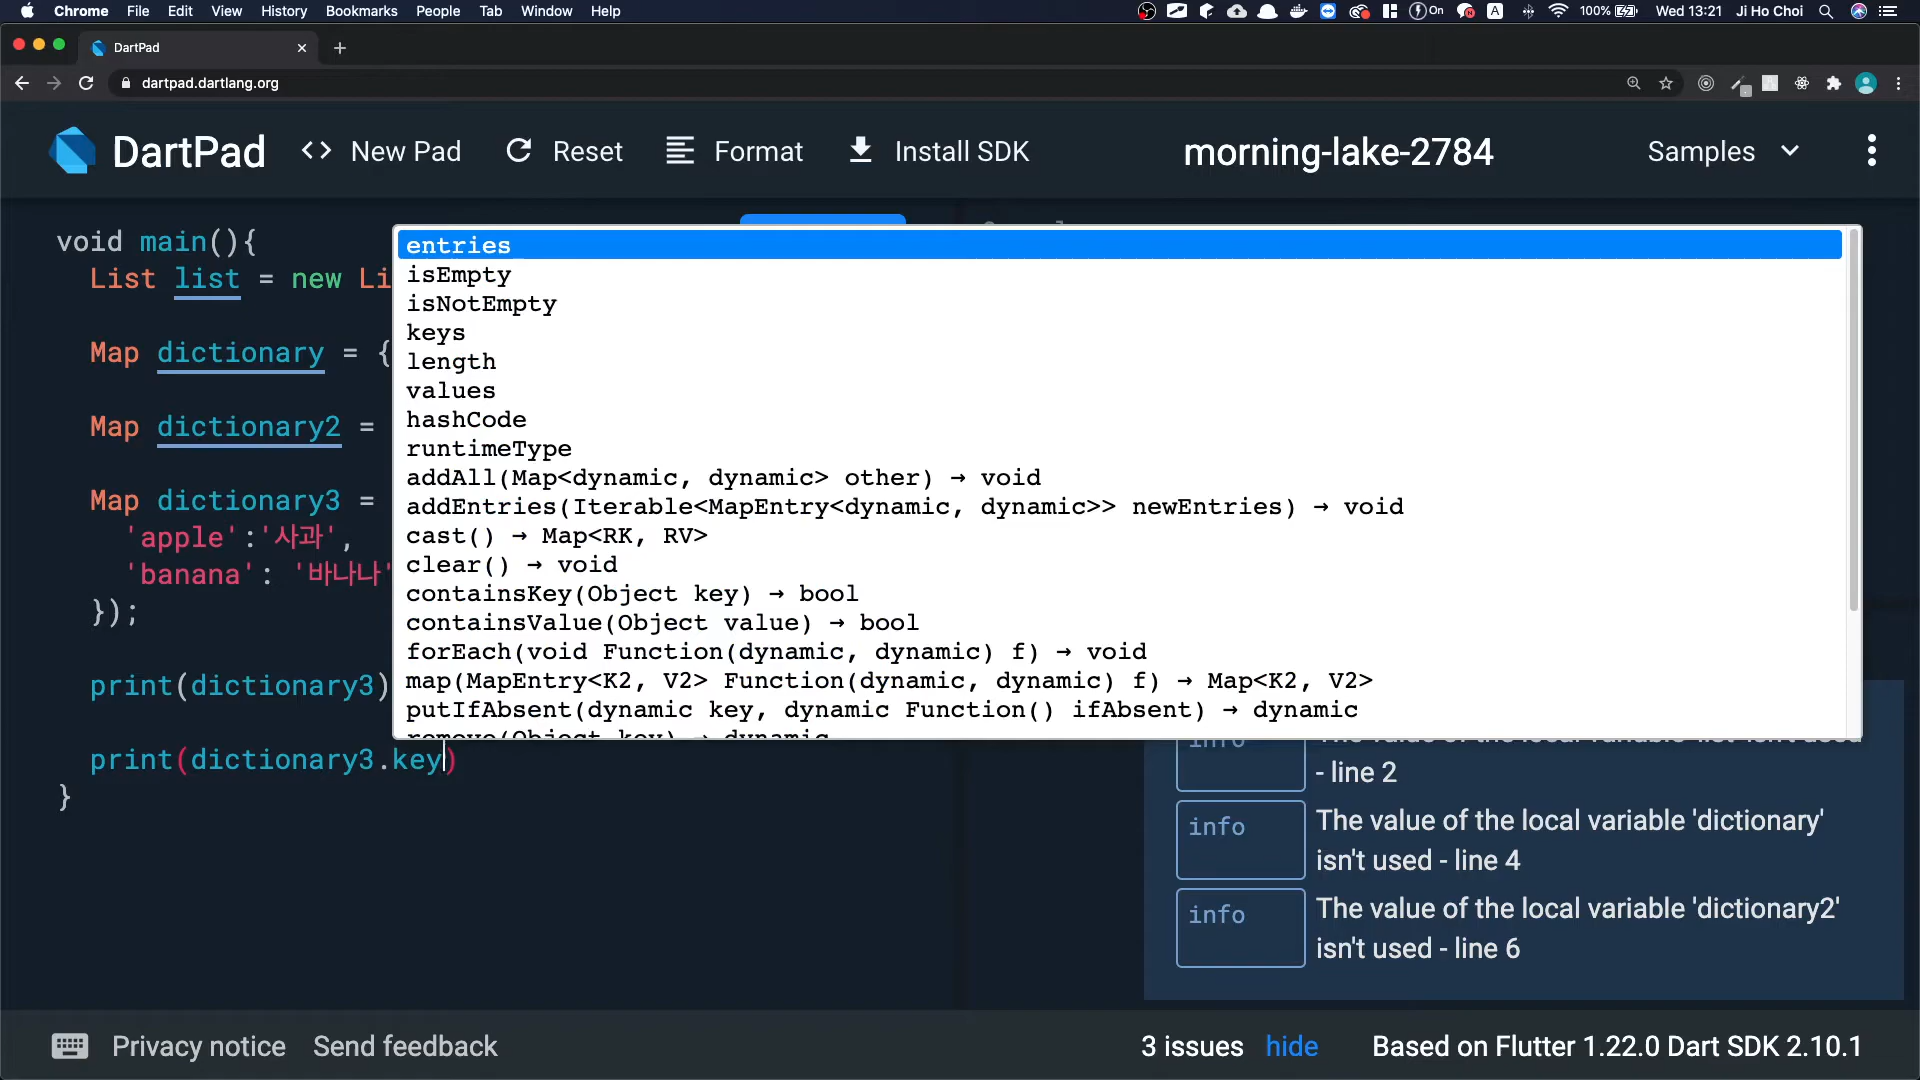 Chrome File Edit View History Bookmarks People Tab Window Help On 100% Wed 13:21 Ji Ho Choi
DartPad
dartpad.dartlang.org
DartPad New Pad Reset Format Install SDK morning-lake-2784 Samples
void main(){
List list = new Li
Map dictionary = {
Map dictionary2 =
Map dictionary3 =
'apple':'사과',
'banana': '바나나'
});
print(dictionary3)
print(dictionary3.key)
}
entries
isEmpty
isNotEmpty
keys
length
values
hashCode
runtimeType
addAll(Map<dynamic, dynamic> other) → void
addEntries(Iterable<MapEntry<dynamic, dynamic>> newEntries) → void
cast() → Map<RK, RV>
clear() → void
containsKey(Object key) → bool
containsValue(Object value) → bool
forEach(void Function(dynamic, dynamic) f) → void
map(MapEntry<K2, V2> Function(dynamic, dynamic) f) → Map<K2, V2>
putIfAbsent(dynamic key, dynamic Function() ifAbsent) → dynamic
remove(Object key) → dynamic
- line 2
info The value of the local variable 'dictionary'
isn't used - line 4
info The value of the local variable 'dictionary2'
isn't used - line 6
Privacy notice Send feedback 3 issues hide Based on Flutter 1.22.0 Dart SDK 2.10.1